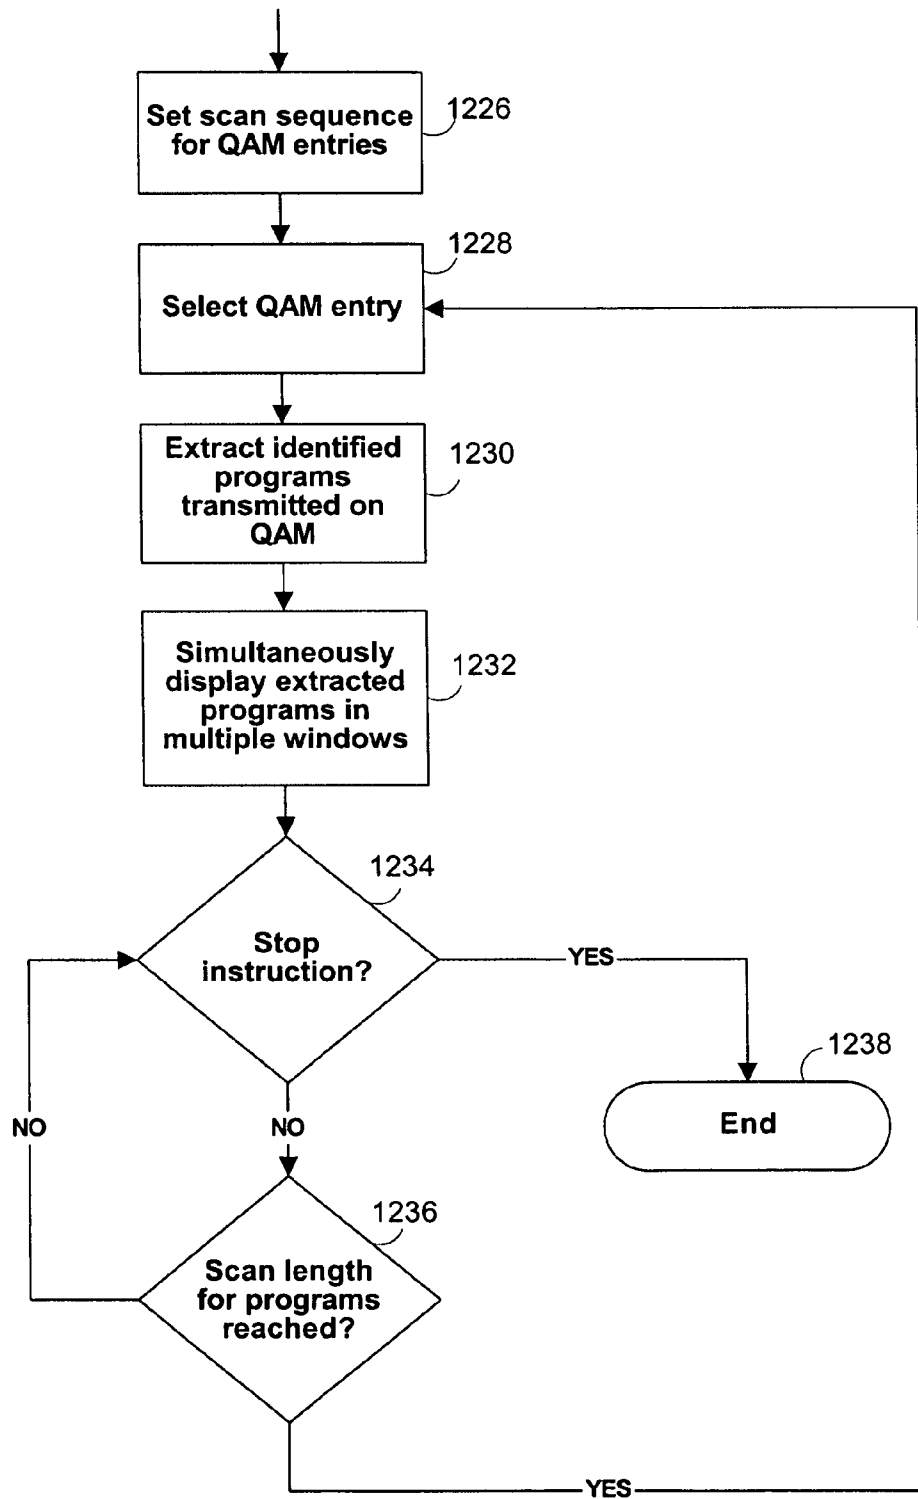 Set scan sequence
for QAM entries
1226
Select QAM entry
1228
Extract identified
programs
transmitted on
QAM
1230
Simultaneously
display extracted
programs in
multiple windows
1232
Stop
instruction?
1234
YES
End
1238
NO
NO
Scan length
for programs
reached?
1236
YES